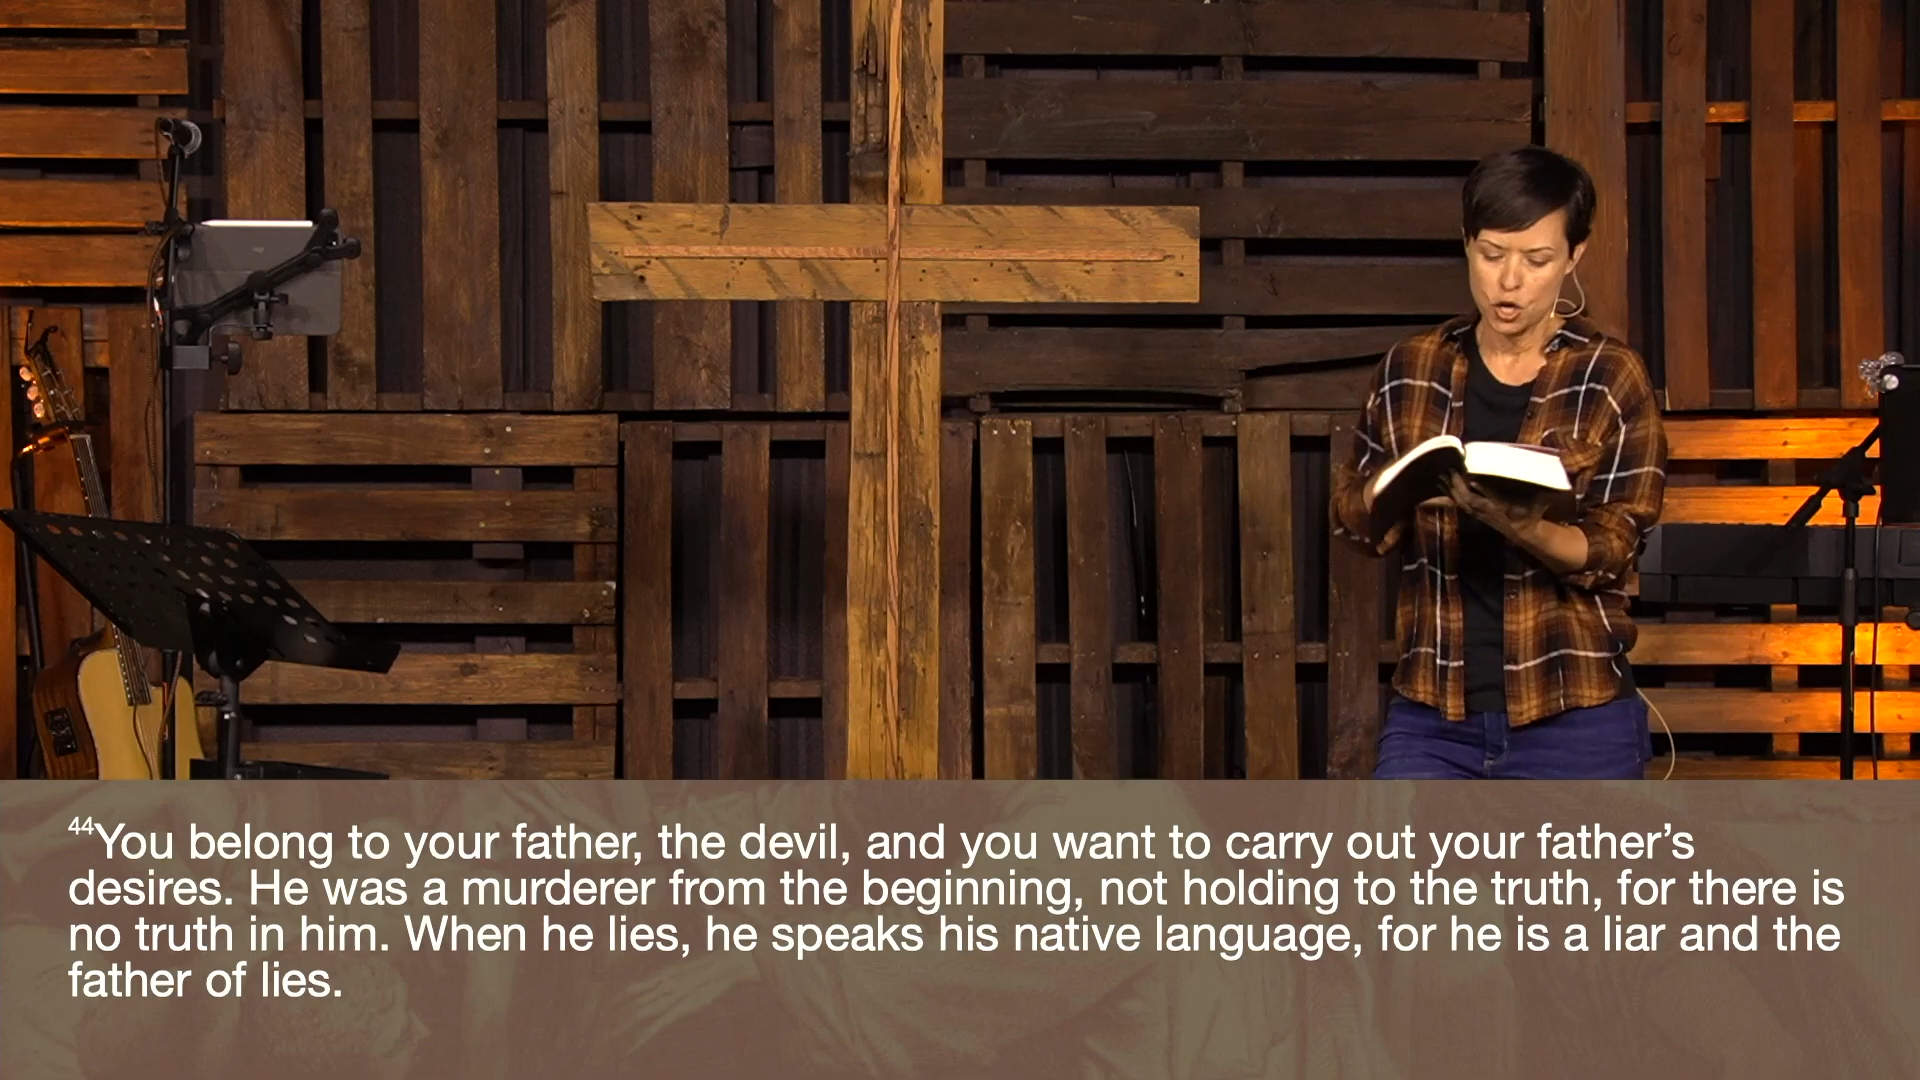 44You belong to your father, the devil, and you want to carry out your father’s
desires. He was a murderer from the beginning, not holding to the truth, for there is
no truth in him. When he lies, he speaks his native language, for he is a liar and the
father of lies.